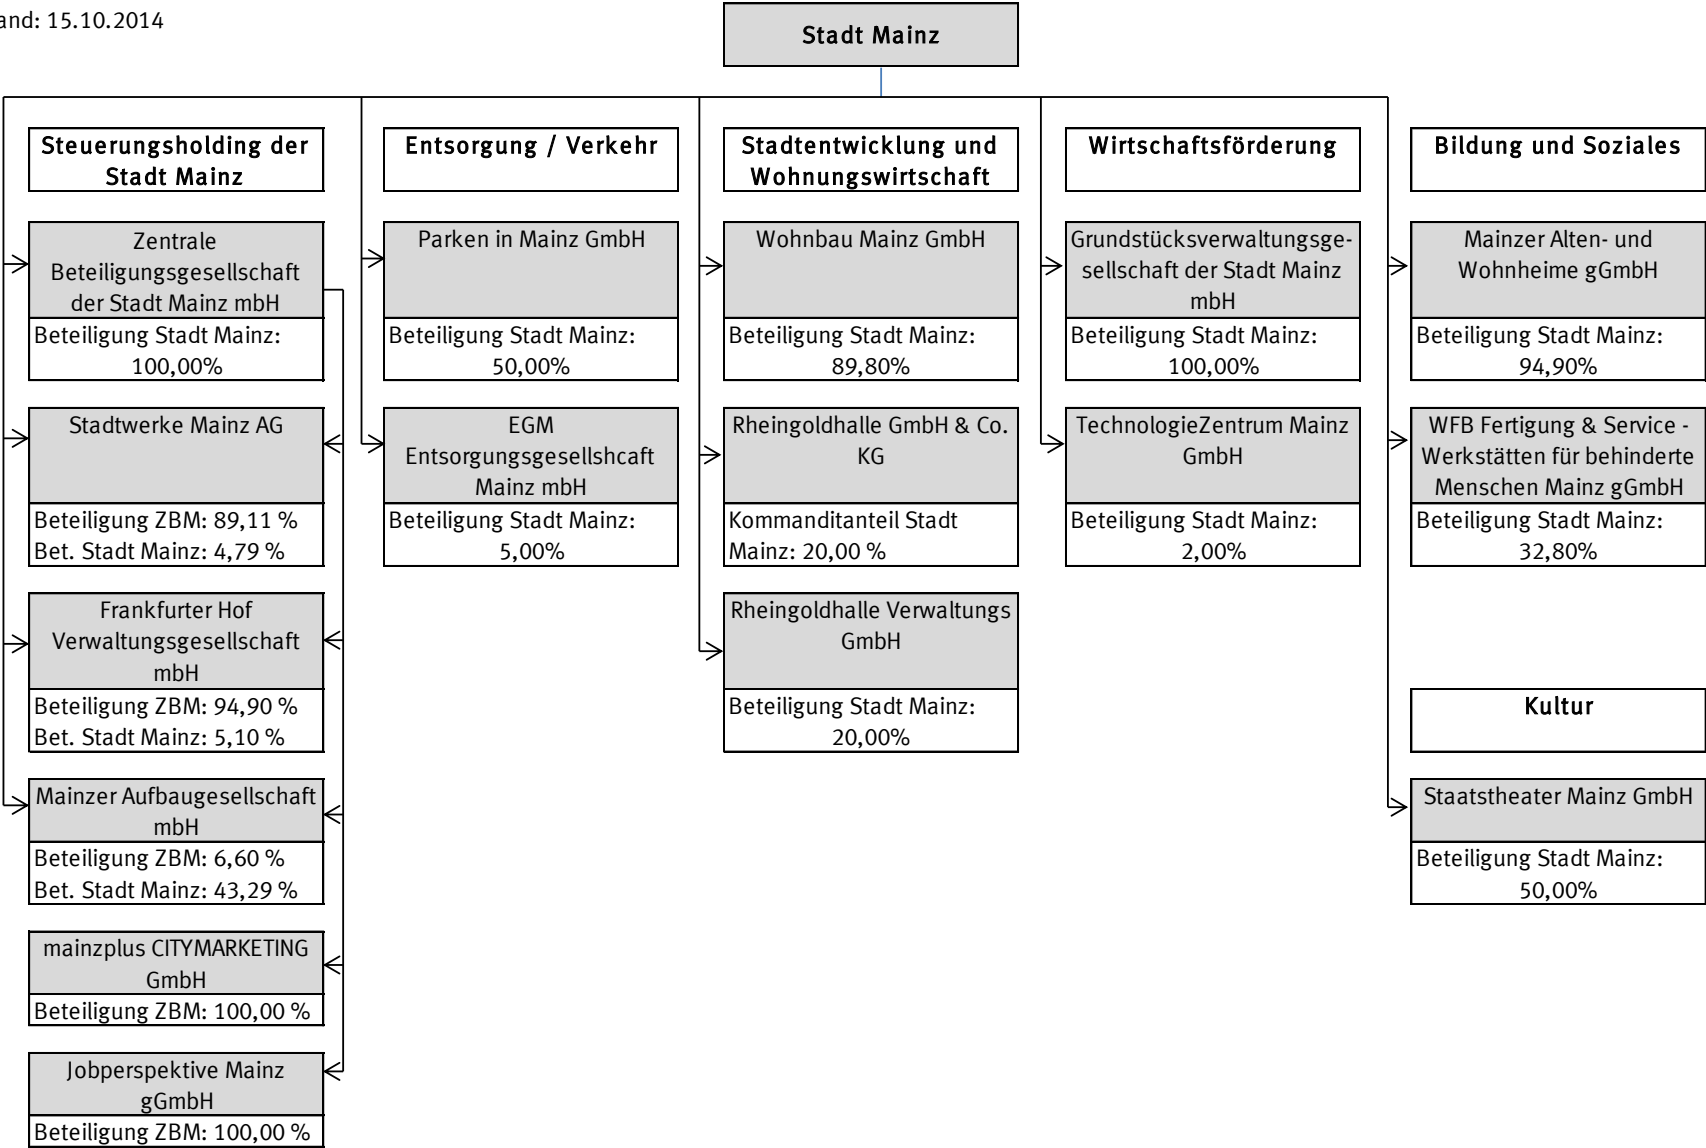 and: 15.10.2014
Stadt Mainz
Steuerungsholding der
Stadt Mainz
Zentrale
Beteiligungsgesellschaft
der Stadt Mainz mbH
Beteiligung Stadt Mainz:
100,00%
Stadtwerke Mainz AG
Beteiligung ZBM: 89,11 %
Bet. Stadt Mainz: 4,79 %
Frankfurter Hof
Verwaltungsgesellschaft
mbH
Beteiligung ZBM: 94,90 %
Bet. Stadt Mainz: 5,10 %
Mainzer Aufbaugesellschaft
mbH
Beteiligung ZBM: 6,60 %
Bet. Stadt Mainz: 43,29 %
mainzplus CITYMARKETING
GmbH
Beteiligung ZBM: 100,00 %
Jobperspektive Mainz
gGmbH
Beteiligung ZBM: 100,00 %
Entsorgung / Verkehr
Parken in Mainz GmbH
Beteiligung Stadt Mainz:
50,00%
EGM
Entsorgungsgesellshcaft
Mainz mbH
Beteiligung Stadt Mainz:
5,00%
Stadtentwicklung und
Wohnungswirtschaft
Wohnbau Mainz GmbH
Beteiligung Stadt Mainz:
89,80%
Rheingoldhalle GmbH & Co.
KG
Kommanditanteil Stadt
Mainz: 20,00 %
Rheingoldhalle Verwaltungs
GmbH
Beteiligung Stadt Mainz:
20,00%
Wirtschaftsförderung
Grundstücksverwaltungsge-
sellschaft der Stadt Mainz
mbH
Beteiligung Stadt Mainz:
100,00%
TechnologieZentrum Mainz
GmbH
Beteiligung Stadt Mainz:
2,00%
Bildung und Soziales
Mainzer Alten- und
Wohnheime gGmbH
Beteiligung Stadt Mainz:
94,90%
WFB Fertigung & Service -
Werkstätten für behinderte
Menschen Mainz gGmbH
Beteiligung Stadt Mainz:
32,80%
Kultur
Staatstheater Mainz GmbH
Beteiligung Stadt Mainz:
50,00%